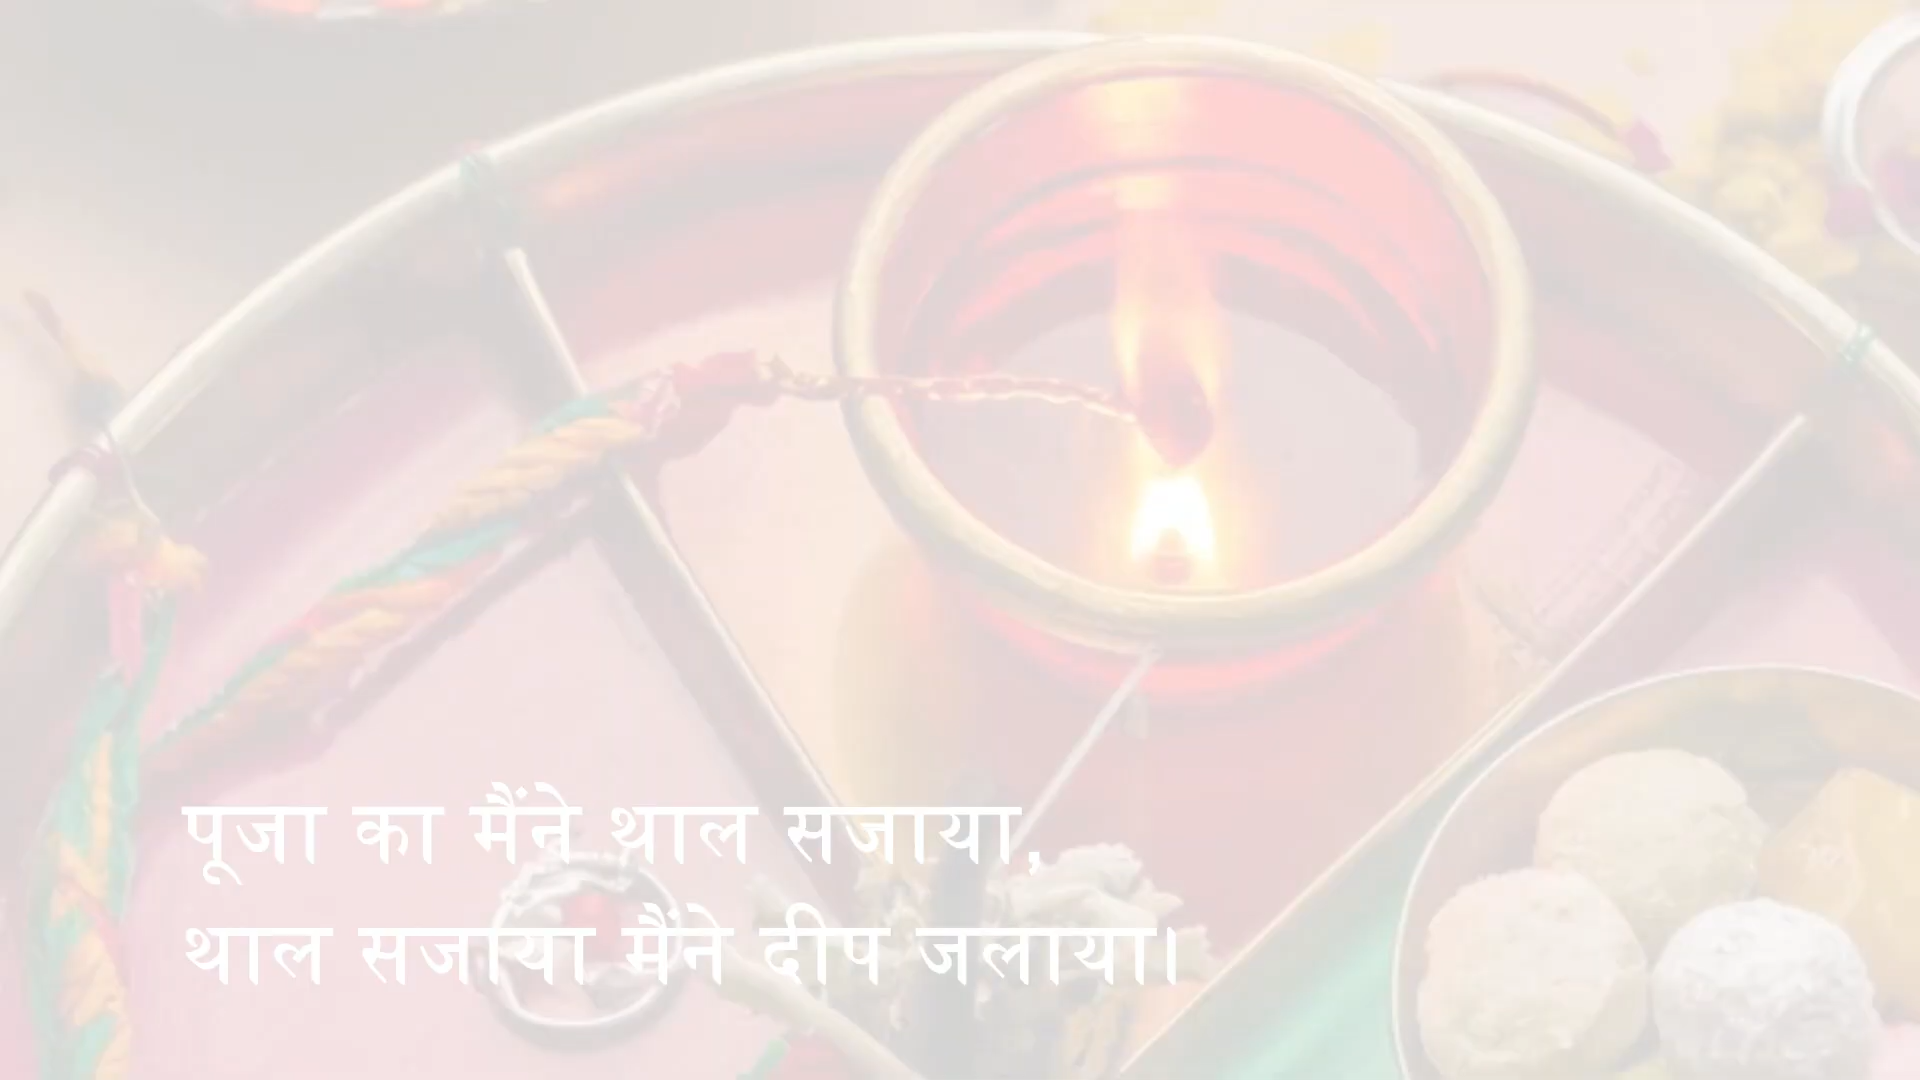 पूजा का मैंने थाल सजाया,
थाल सजाया मैंने दीप जलाया।